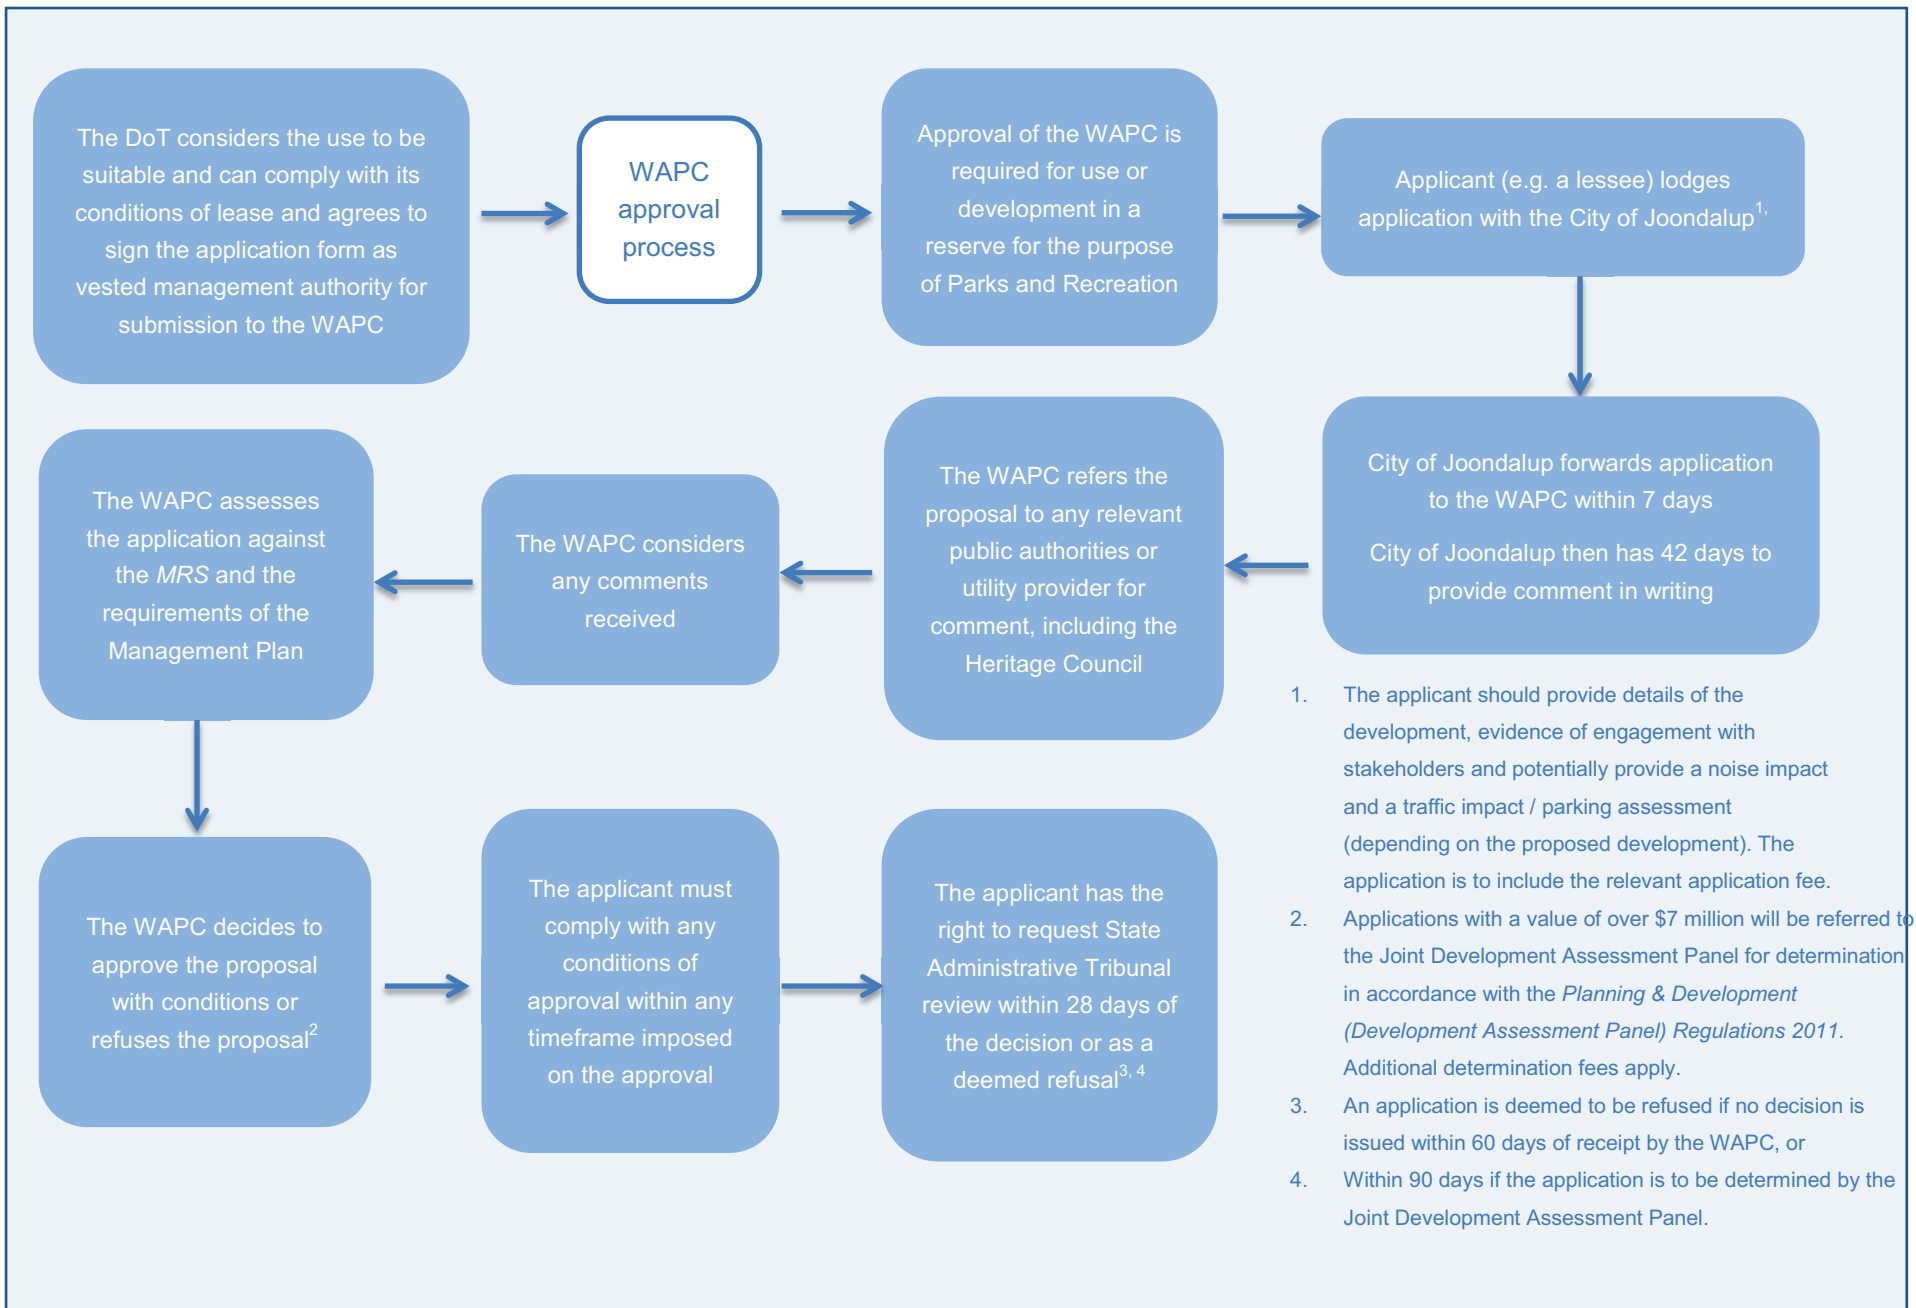 The DoT considers the use to be
suitable and can comply with its
conditions of lease and agrees to
sign the application form as
vested management authority for
submission to the WAPC
WAPC
approval
process
Approval of the WAPC is
required for use or
development in a
reserve for the purpose
of Parks and Recreation
Applicant (e.g. a lessee) lodges
application with the City of Joondalup1,
City of Joondalup forwards application
to the WAPC within 7 days
City of Joondalup then has 42 days to
provide comment in writing
The WAPC refers the
proposal to any relevant
public authorities or
utility provider for
comment, including the
Heritage Council
The WAPC considers
any comments
received
The WAPC assesses
the application against
the MRS and the
requirements of the
Management Plan
The WAPC decides to
approve the proposal
with conditions or
refuses the proposal2
The applicant must
comply with any
conditions of
approval within any
timeframe imposed
on the approval
The applicant has the
right to request State
Administrative Tribunal
review within 28 days of
the decision or as a
deemed refusal3, 4
1. The applicant should provide details of the
development, evidence of engagement with
stakeholders and potentially provide a noise impact
and a traffic impact / parking assessment
(depending on the proposed development). The
application is to include the relevant application fee.
2. Applications with a value of over $7 million will be referred to
the Joint Development Assessment Panel for determination
in accordance with the Planning & Development
(Development Assessment Panel) Regulations 2011.
Additional determination fees apply.
3. An application is deemed to be refused if no decision is
issued within 60 days of receipt by the WAPC, or
4. Within 90 days if the application is to be determined by the
Joint Development Assessment Panel.